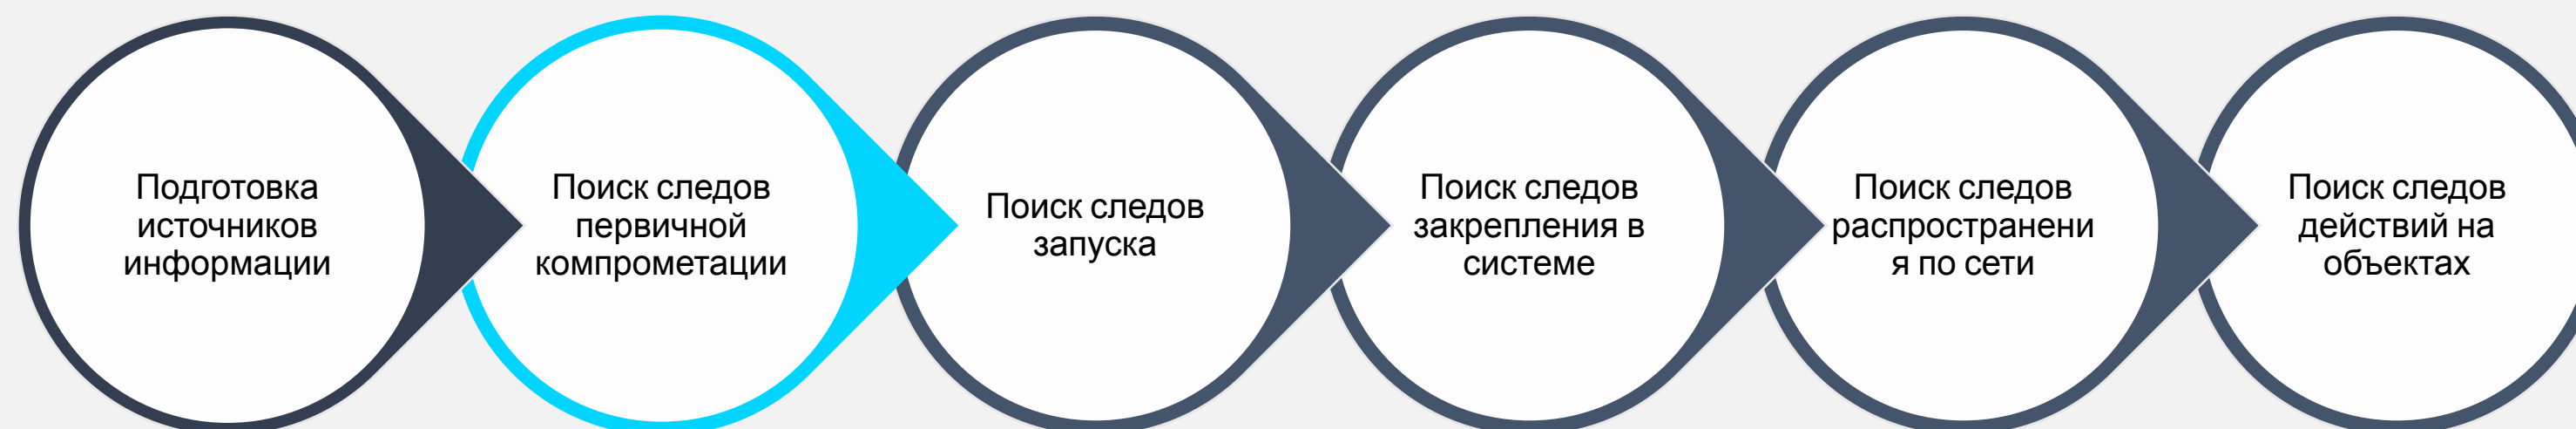 Подготовка
источников
информации
Поиск следов
первичной
компрометации
Поиск следов
запуска
Поиск следов
закрепления в
системе
Поиск следов
распространени
я по сети
Поиск следов
действий на
объектах